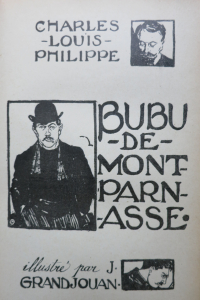 CHARLES
-LOUIS-
PHILIPPE
BUBU
-DE-
MONT-
PARN-
ASSE•
illustré par J.
GRANDJOUAN.